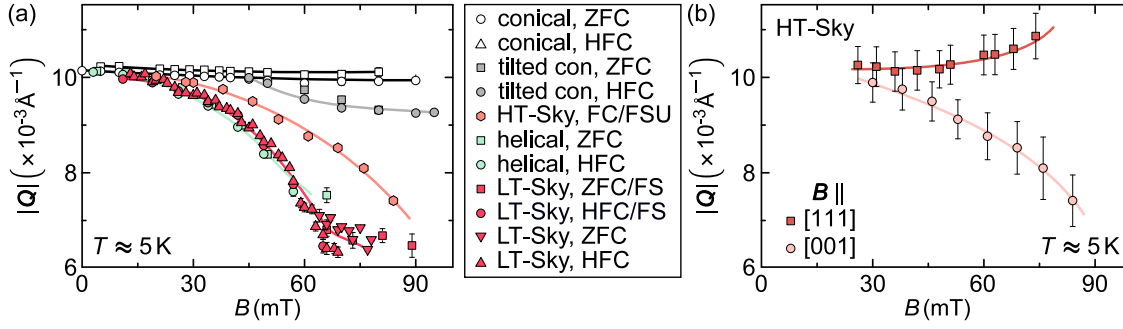 (a)
|Q| (× 10⁻³ Å⁻¹)
10
8
6
T ≈ 5 K
0 30 60 90
B (mT)
conical, ZFC
conical, HFC
tilted con, ZFC
tilted con, HFC
HT-Sky, FC/FSU
helical, ZFC
helical, HFC
LT-Sky, ZFC/FS
LT-Sky, HFC/FS
LT-Sky, ZFC
LT-Sky, HFC
(b)
HT-Sky
|Q| (× 10⁻³ Å⁻¹)
10
8
6
B ||
[111]
[001]
T ≈ 5 K
0 30 60 90
B (mT)